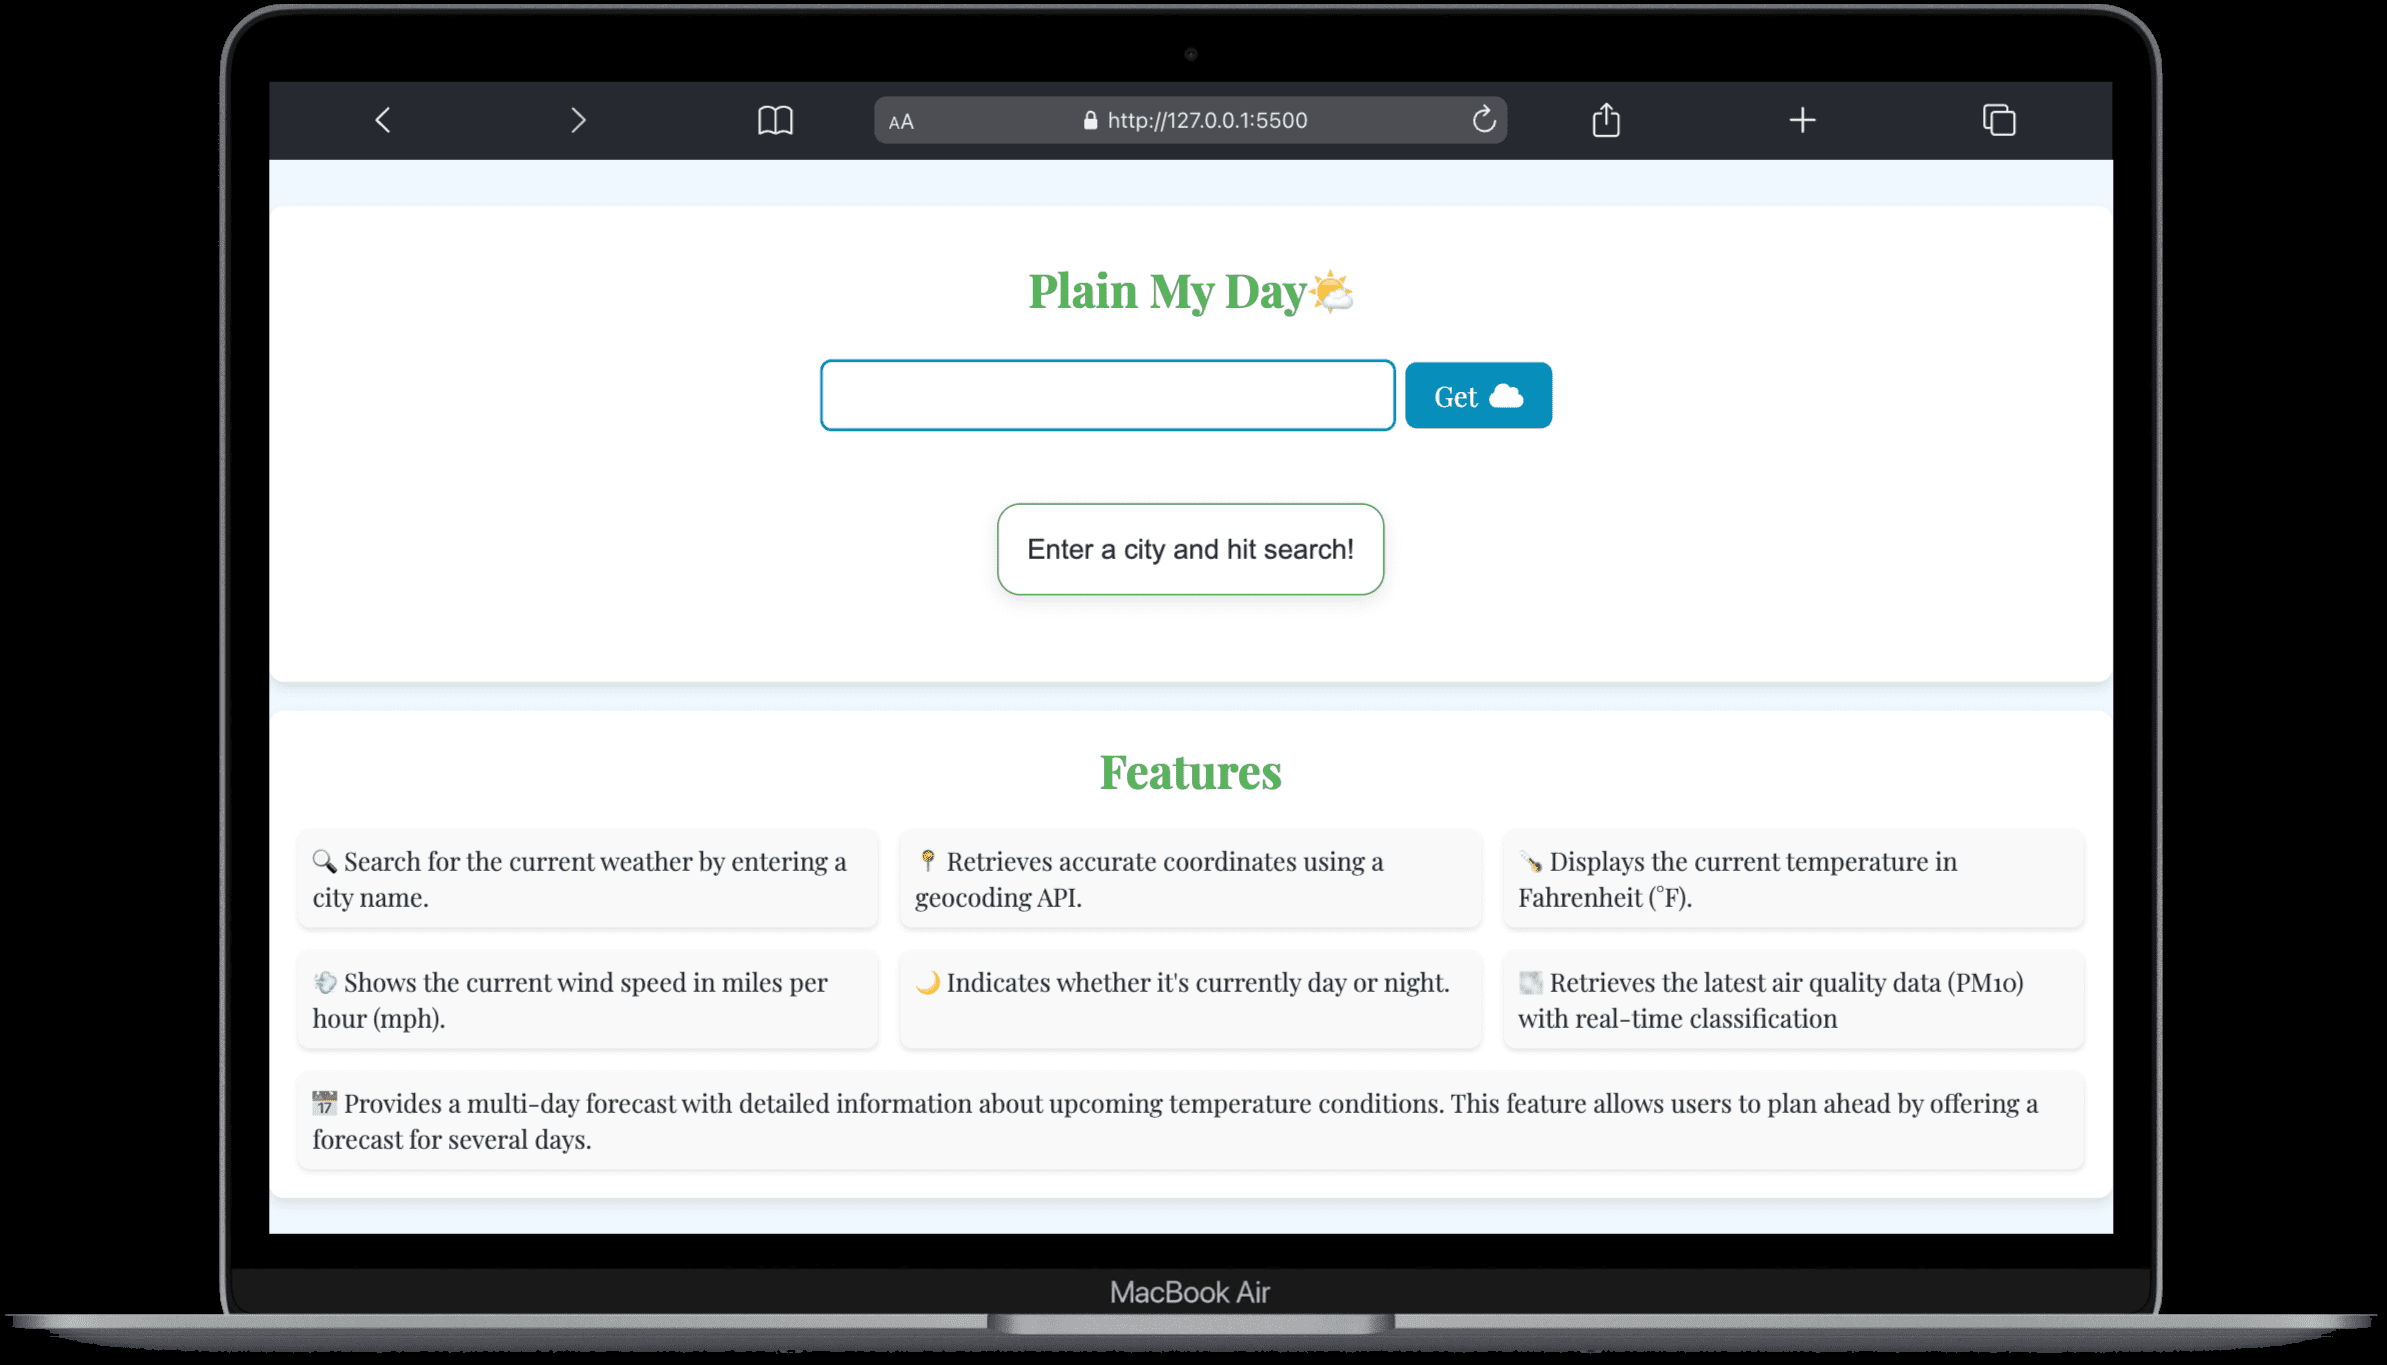 AA http://127.0.0.1:5500
Plain My Day
Get
Enter a city and hit search!
Features
Search for the current weather by entering a
city name.
Retrieves accurate coordinates using a
geocoding API.
Displays the current temperature in
Fahrenheit (°F).
Shows the current wind speed in miles per
hour (mph).
Indicates whether it's currently day or night.
Retrieves the latest air quality data (PM10)
with real-time classification
17 Provides a multi-day forecast with detailed information about upcoming temperature conditions. This feature allows users to plan ahead by offering a
forecast for several days.
MacBook Air